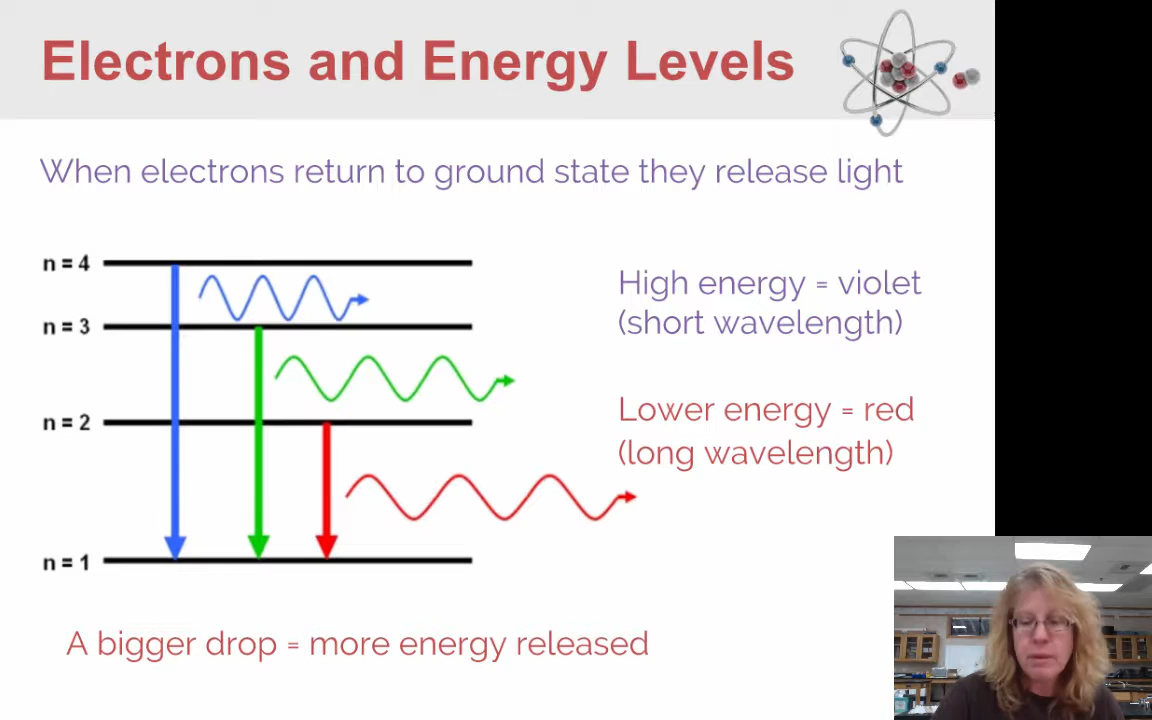 Electrons and Energy Levels
When electrons return to ground state they release light
n = 4
n = 3
n = 2
n = 1
High energy = violet
(short wavelength)
Lower energy = red
(long wavelength)
A bigger drop = more energy released